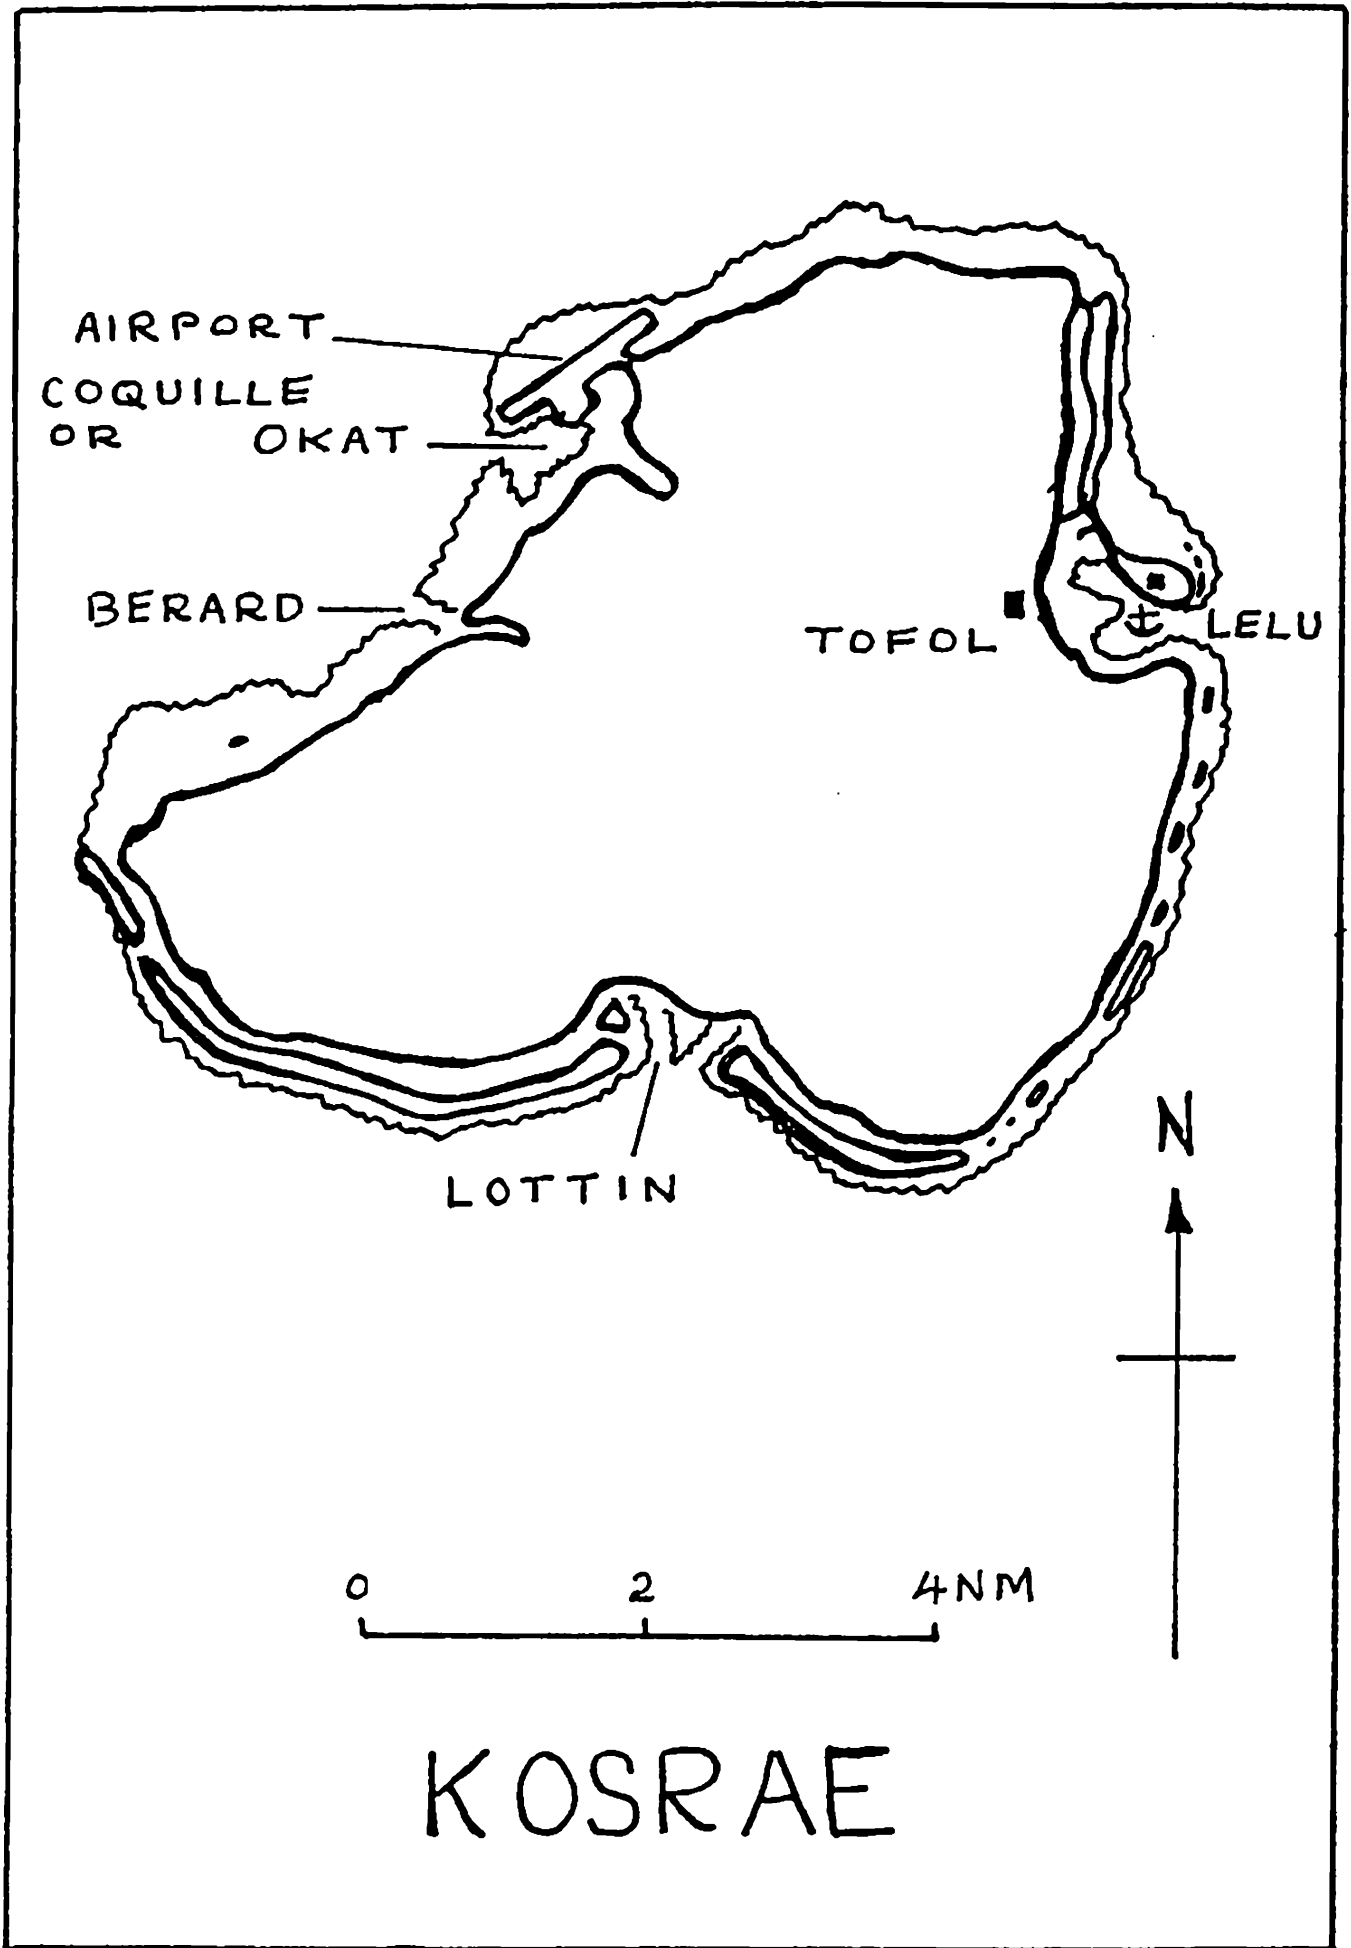 AIRPORT
COQUILLE
OR OKAT
BERARD
TOFOL
LELU
LOTTIN
N
0 2 4NM
KOSRAE